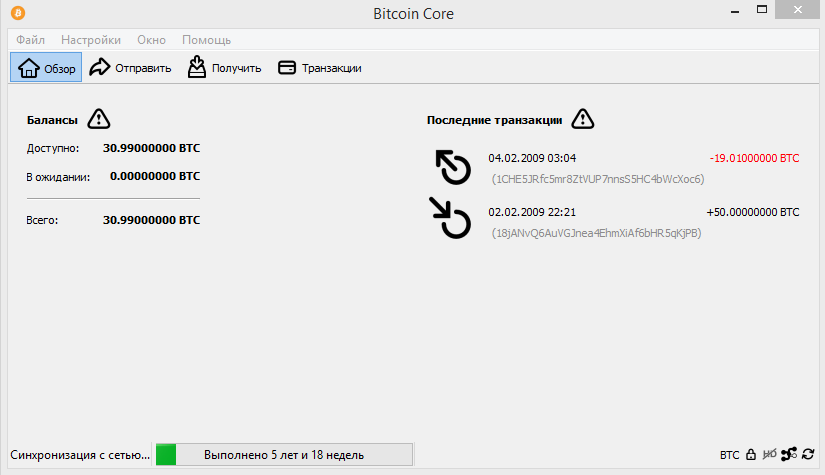 Bitcoin Core
Файл Настройки Окно Помощь
Обзор Отправить Получить Транзакции
Балансы
Доступно: 30.99000000 BTC
В ожидании: 0.00000000 BTC
Всего: 30.99000000 BTC
Последние транзакции
04.02.2009 03:04 -19.01000000 BTC
(1CHE5JRfc5mr8ZtVUP7nnsS5HC4bWcXoc6)
02.02.2009 22:21 +50.00000000 BTC
(18jANvQ6AuVGJnea4EhmXiAf6bHR5qKjPB)
Синхронизация с сетью... Выполнено 5 лет и 18 недель BTC HD